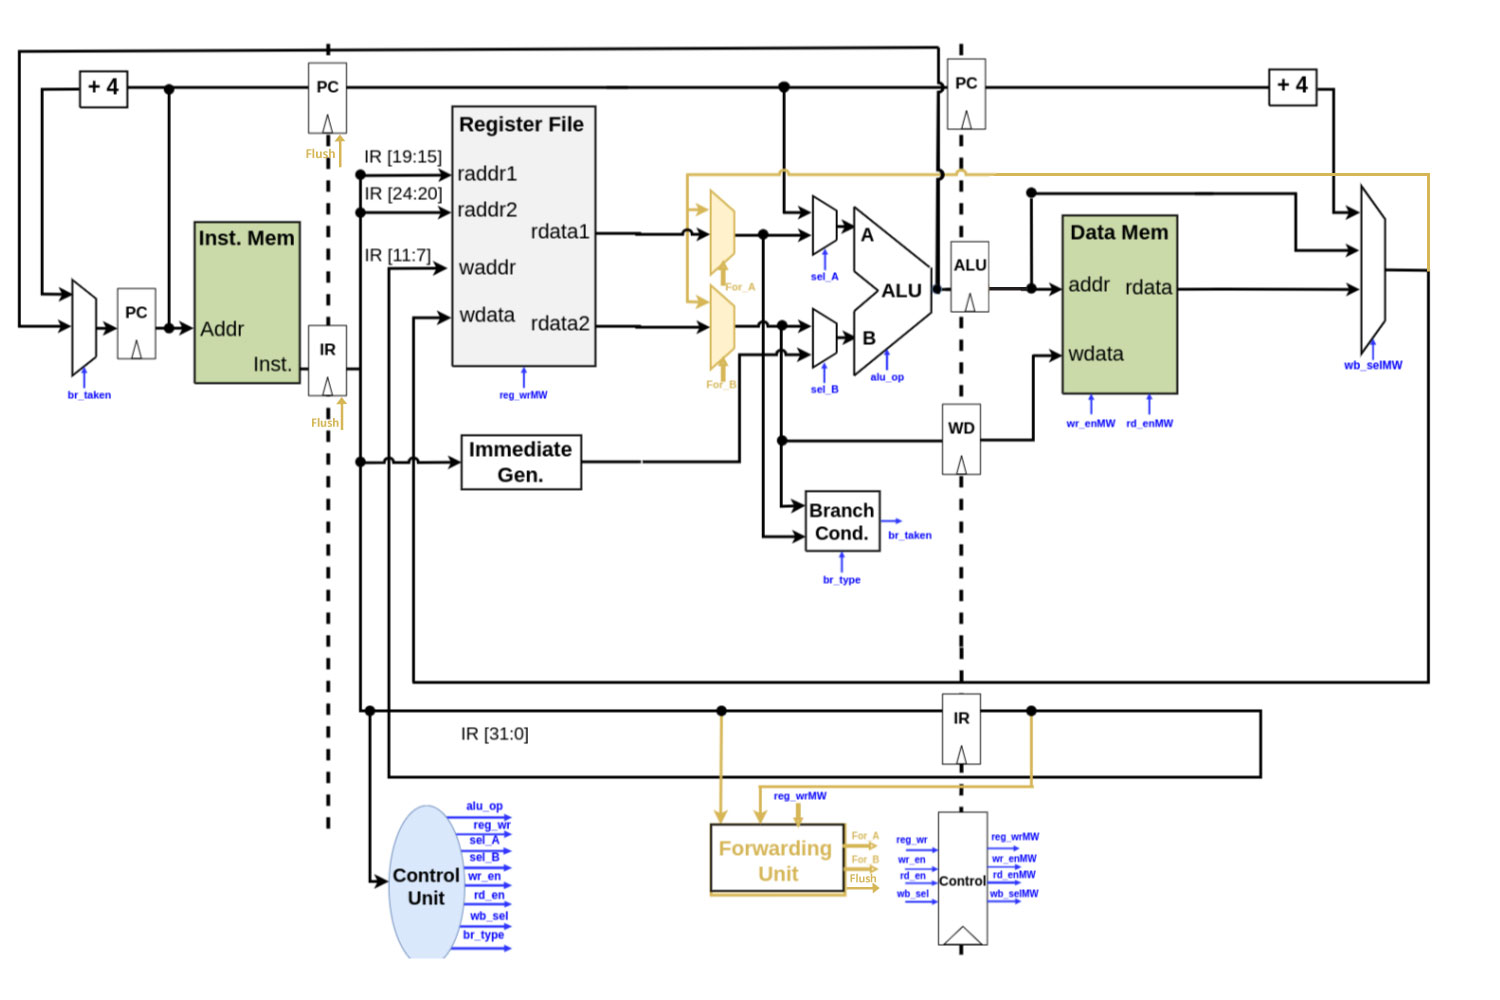 + 4
PC
PC
+ 4
Flush
Register File
IR [19:15]
raddr1
IR [24:20]
raddr2
IR [11:7]
waddr
wdata
rdata1
rdata2
reg_wrMW
Inst. Mem
Addr
Inst.
PC
br_taken
IR
Flush
For_A
For_B
sel_A
sel_B
A
ALU
B
alu_op
ALU
Data Mem
addr
rdata
wdata
wr_enMW
rd_enMW
wb_selMW
WD
Immediate
Gen.
Branch
Cond.
br_taken
br_type
IR
IR [31:0]
Control
Unit
alu_op
reg_wr
sel_A
sel_B
wr_en
rd_en
wb_sel
br_type
reg_wrMW
Forwarding
Unit
For_A
For_B
Flush
reg_wr
wr_en
rd_en
wb_sel
Control
reg_wrMW
wr_enMW
rd_enMW
wb_selMW